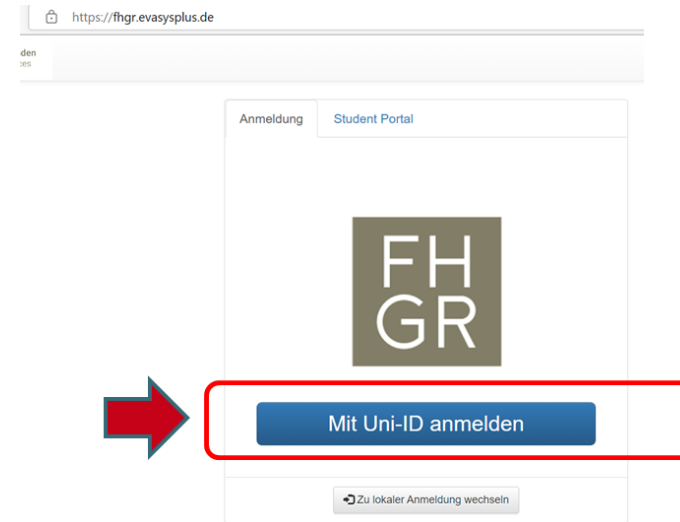 https://fhgr.evasysplus.de
den
ces
Anmeldung Student Portal
FH
GR
Mit Uni-ID anmelden
Zu lokaler Anmeldung wechseln